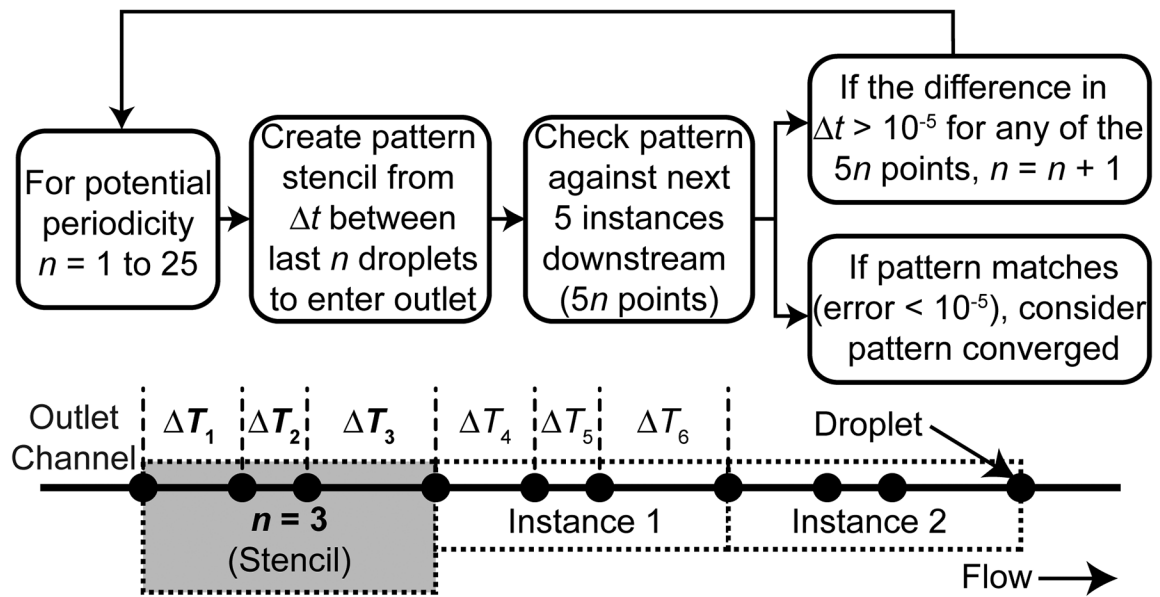 For potential
periodicity
n = 1 to 25
Create pattern
stencil from
Δt between
last n droplets
to enter outlet
Check pattern
against next
5 instances
downstream
(5n points)
If the difference in
Δt > 10⁻⁵ for any of the
5n points, n = n + 1
If pattern matches
(error < 10⁻⁵), consider
pattern converged
Outlet
Channel
ΔT₁
ΔT₂
ΔT₃
ΔT₄
ΔT₅
ΔT₆
Droplet
n = 3
(Stencil)
Instance 1
Instance 2
Flow